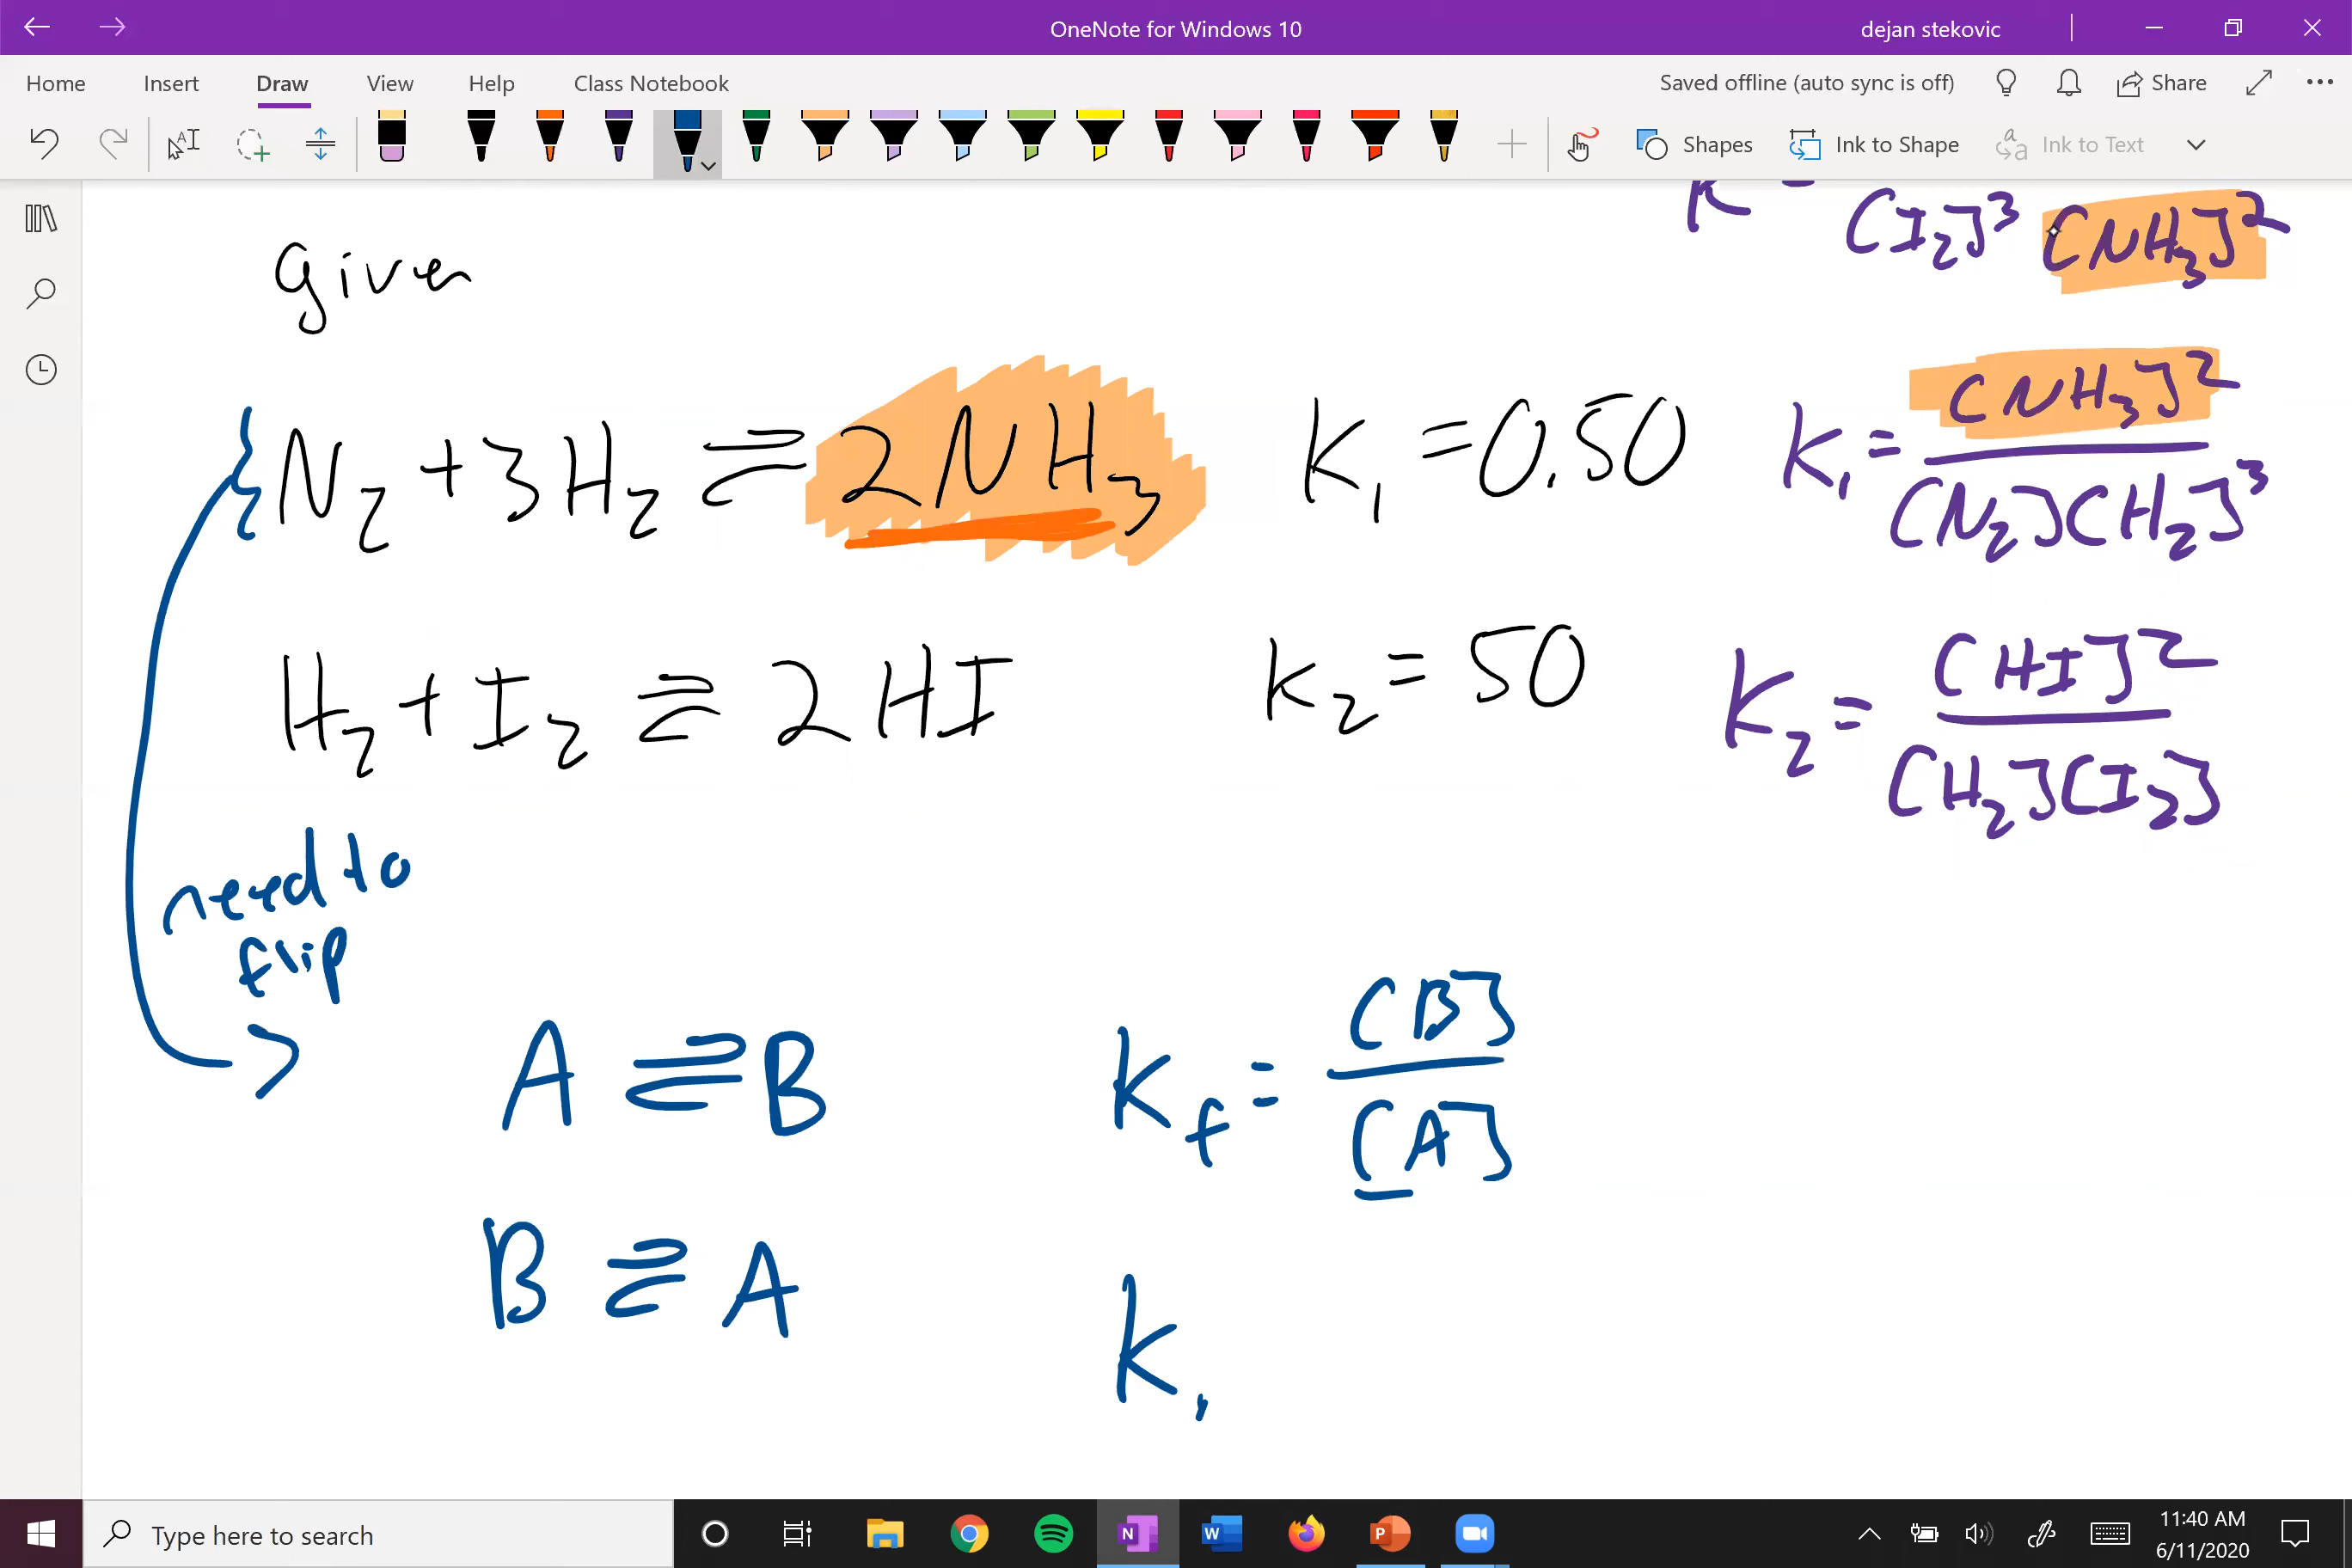 OneNote for Windows 10
dejan stekovic
Home Insert Draw View Help Class Notebook
Saved offline (auto sync is off) Share
Shapes Ink to Shape Ink to Text
K =
[I₂]³ [NH₃]²
Given
N₂ + 3H₂ ⇌ 2NH₃ K₁ = 0.50 K₁ = [NH₃]² / [N₂][H₂]³
H₂ + I₂ ⇌ 2HI K₂ = 50 K₂ = [HI]² / [H₂][I₂]
need to
flip
A ⇌ B K_f = [B] / [A]
B ⇌ A K,
Type here to search
11:40 AM
6/11/2020